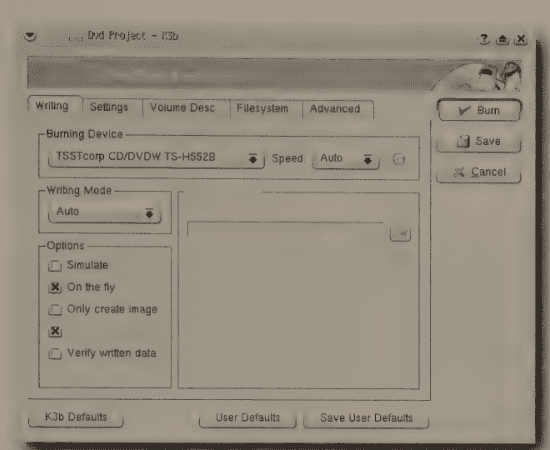 Dvd Project - K3b
Writing
Settings
Volume Desc
Filesystem
Advanced
Burn
Save
Cancel
Burning Device
TSSTcorp CD/DVDW TS-H552B
Speed:
Auto
Writing Mode
Auto
Options
Simulate
On the fly
Only create image
Verify written data
K3b Defaults
User Defaults
Save User Defaults